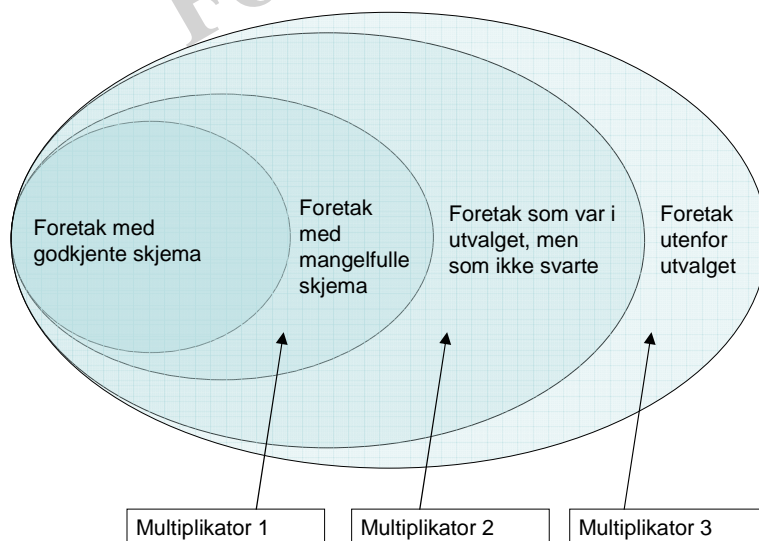 Foretak med
godkjente skjema
Foretak
med
mangelfulle
skjema
Foretak som var i
utvalget, men
som ikke svarte
Foretak
utenfor
utvalget
Multiplikator 1
Multiplikator 2
Multiplikator 3